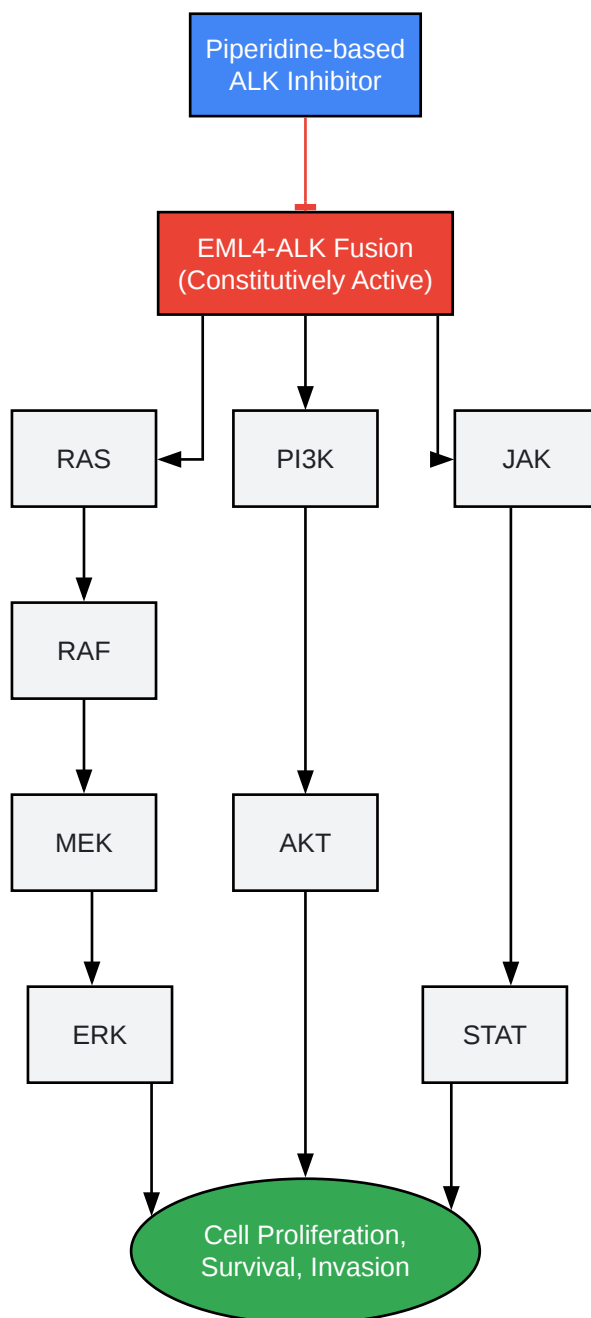 Piperidine-based
ALK Inhibitor
EML4-ALK Fusion
(Constitutively Active)
RAS
PI3K
JAK
RAF
MEK
AKT
ERK
STAT
Cell Proliferation,
Survival, Invasion